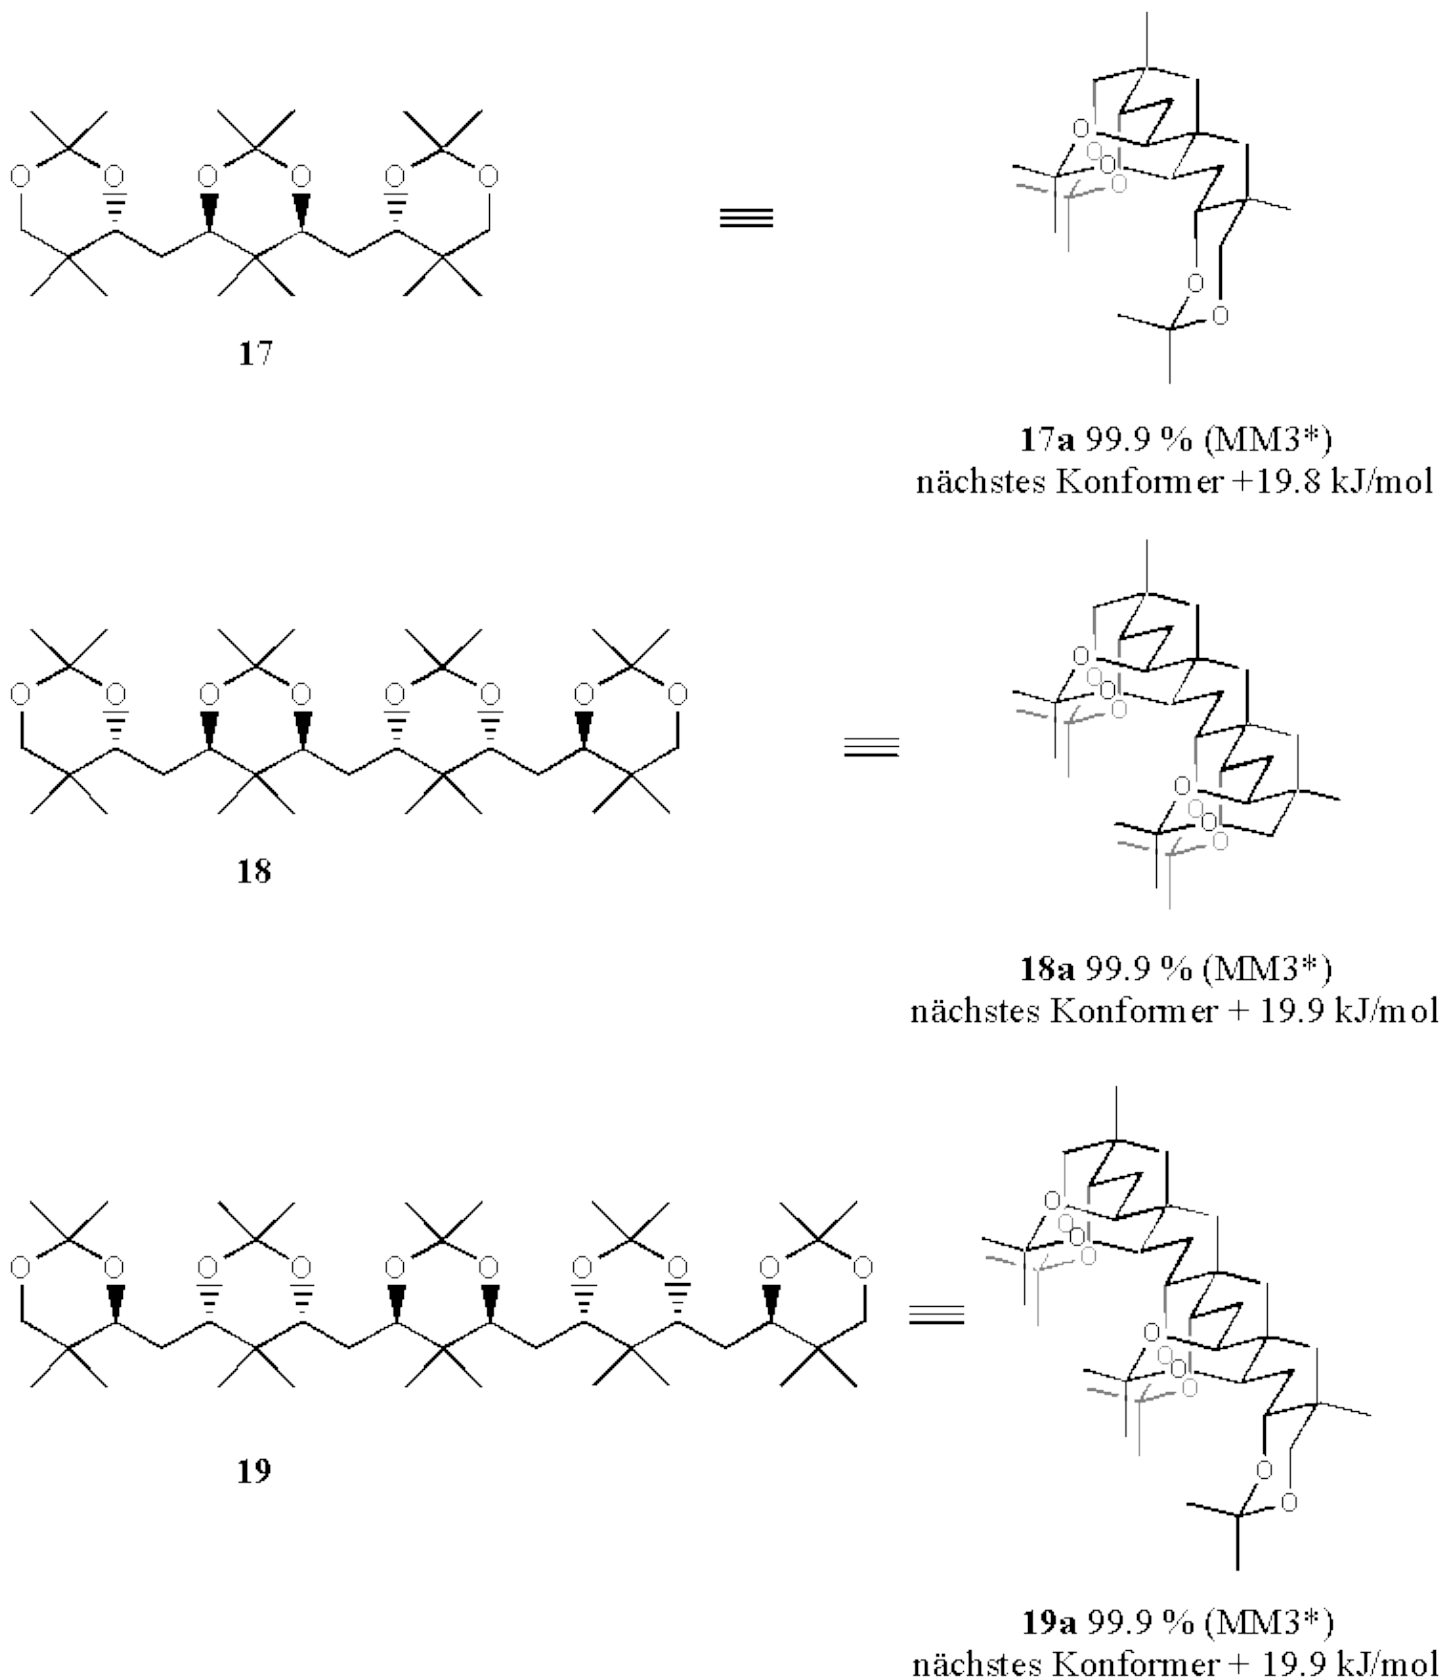 O O O O O O
17
≡
O O O O O O
17a 99.9 % (MM3*)
nächstes Konformer +19.8 kJ/mol
O O O O O O O O
18
≡
O O O O O O O O
18a 99.9 % (MM3*)
nächstes Konformer + 19.9 kJ/mol
O O O O O O O O O O
19
≡
O O O O O O O O O O
19a 99.9 % (MM3*)
nächstes Konformer + 19.9 kJ/mol